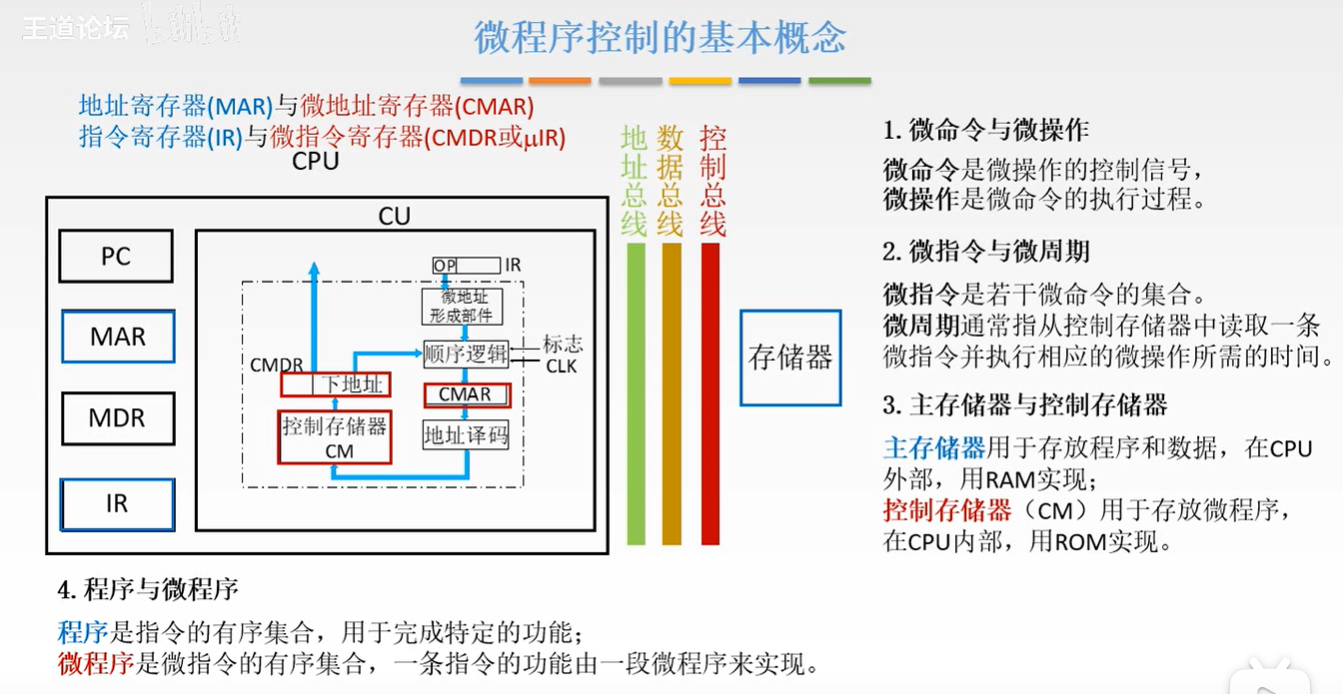 王道论坛
微程序控制的基本概念
地址寄存器(MAR)与微地址寄存器(CMAR)
指令寄存器(IR)与微指令寄存器(CMDR或μIR)
CPU
CU
PC
MAR
MDR
IR
OP
IR
微地址
形成部件
顺序逻辑
标志
CLK
CMDR
下地址
CMAR
控制存储器
CM
地址译码
地址总线
数据总线
控制总线
存储器
1. 微命令与微操作
微命令是微操作的控制信号，
微操作是微命令的执行过程。
2. 微指令与微周期
微指令是若干微命令的集合。
微周期通常指从控制存储器中读取一条
微指令并执行相应的微操作所需的时间。
3. 主存储器与控制存储器
主存储器用于存放程序和数据，在CPU
外部，用RAM实现；
控制存储器（CM）用于存放微程序，
在CPU内部，用ROM实现。
4. 程序与微程序
程序是指令的有序集合，用于完成特定的功能；
微程序是微指令的有序集合，一条指令的功能由一段微程序来实现。